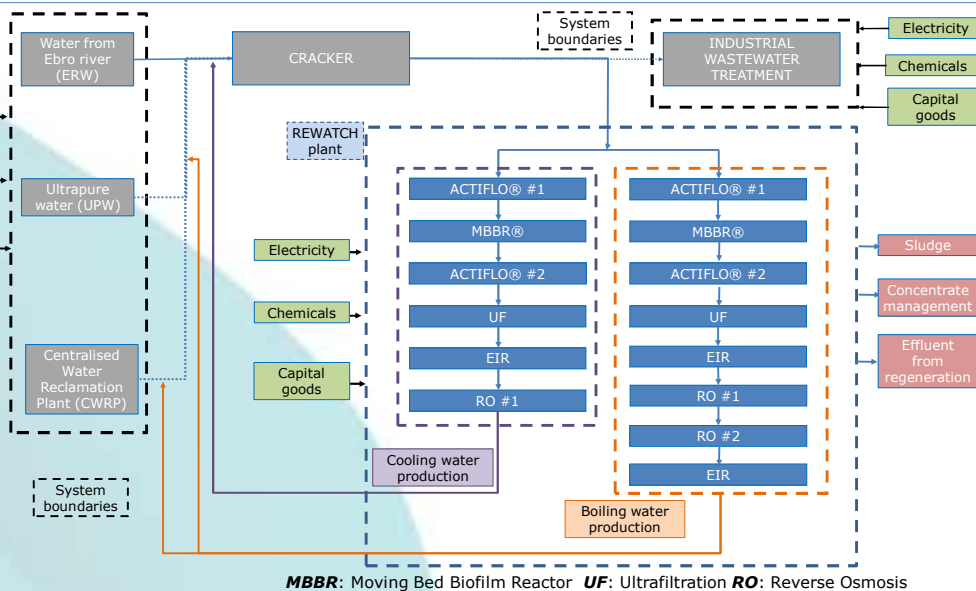 Water from
Ebro river
(ERW)
CRACKER
System
boundaries
INDUSTRIAL
WASTEWATER
TREATMENT
Electricity
Chemicals
Capital
goods
REWATCH
plant
Ultrapure
water (UPW)
Centralised
Water
Reclamation
Plant (CWRP)
System
boundaries
Electricity
Chemicals
Capital
goods
ACTIFLO® #1
MBBR®
ACTIFLO® #2
UF
EIR
RO #1
Cooling water
production
ACTIFLO® #1
MBBR®
ACTIFLO® #2
UF
EIR
RO #1
RO #2
EIR
Boiling water
production
Sludge
Concentrate
management
Effluent
from
regeneration
MBBR: Moving Bed Biofilm Reactor UF: Ultrafiltration RO: Reverse Osmosis